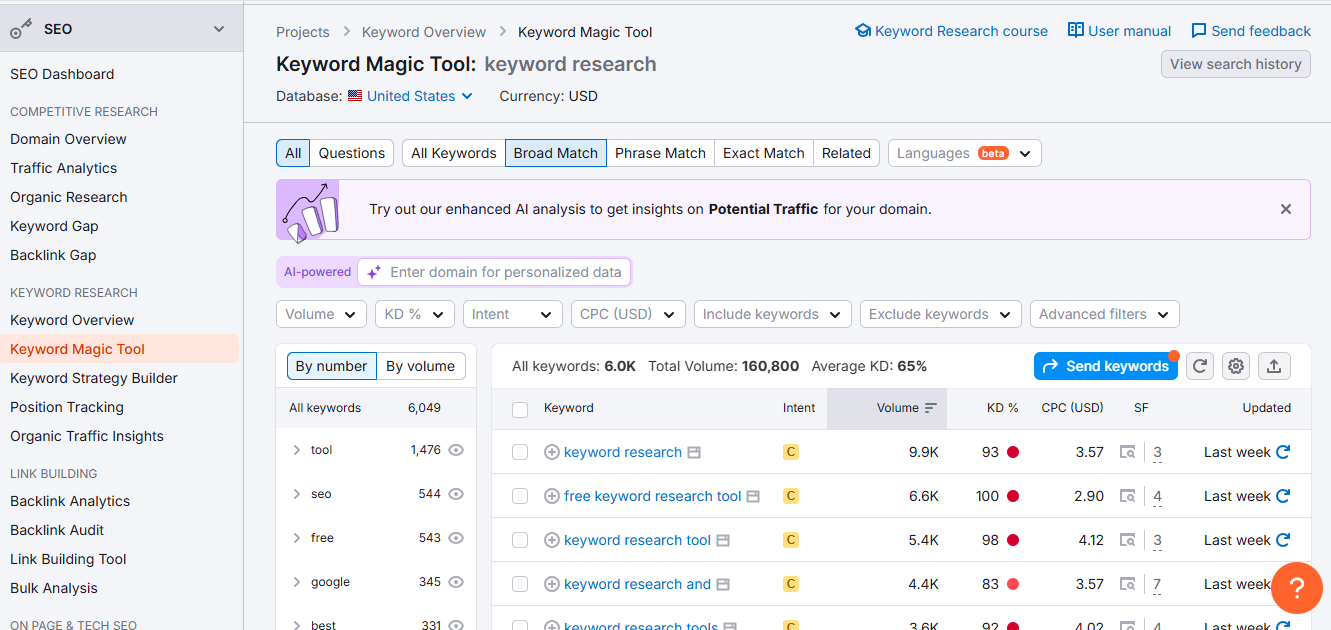 SEO
SEO Dashboard
COMPETITIVE RESEARCH
Domain Overview
Traffic Analytics
Organic Research
Keyword Gap
Backlink Gap
KEYWORD RESEARCH
Keyword Overview
Keyword Magic Tool
Keyword Strategy Builder
Position Tracking
Organic Traffic Insights
LINK BUILDING
Backlink Analytics
Backlink Audit
Link Building Tool
Bulk Analysis
ON PAGE & TECH SEO
Projects > Keyword Overview > Keyword Magic Tool
Keyword Research course User manual Send feedback
Keyword Magic Tool: keyword research
View search history
Database: United States Currency: USD
All Questions All Keywords Broad Match Phrase Match Exact Match Related Languages beta
Try out our enhanced AI analysis to get insights on Potential Traffic for your domain.
AI-powered Enter domain for personalized data
Volume KD % Intent CPC (USD) Include keywords Exclude keywords Advanced filters
By number By volume
All keywords 6,049
tool 1,476
seo 544
free 543
google 345
best 331
All keywords: 6.0K Total Volume: 160,800 Average KD: 65% Send keywords
Keyword Intent Volume KD % CPC (USD) SF Updated
keyword research C 9.9K 93 3.57 3 Last week
free keyword research tool C 6.6K 100 2.90 4 Last week
keyword research tool C 5.4K 98 4.12 3 Last week
keyword research and C 4.4K 83 3.57 7 Last week
keyword research tools C 3.6K 92 4.02 4 Last week
?